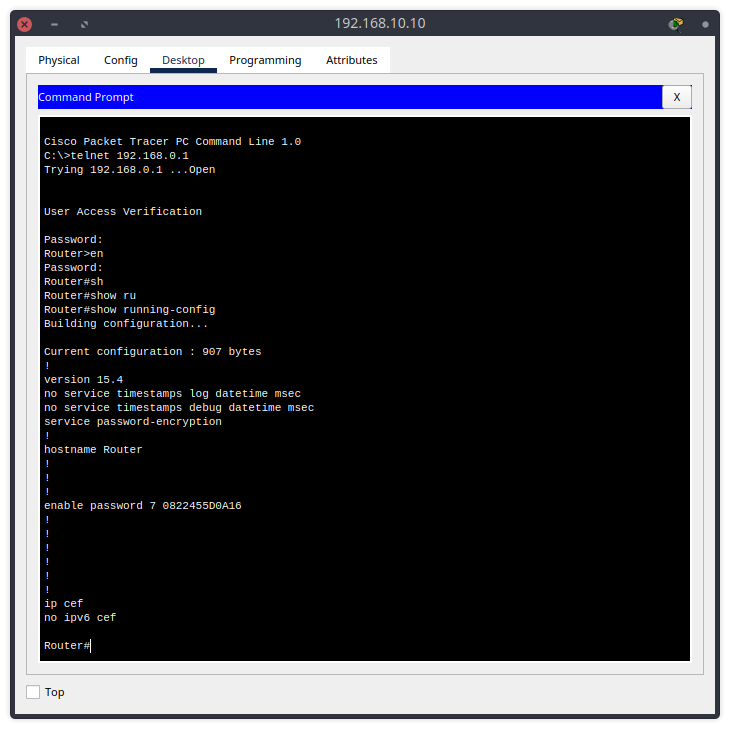 192.168.10.10
Physical Config Desktop Programming Attributes
Command Prompt X
Cisco Packet Tracer PC Command Line 1.0
C:\>telnet 192.168.0.1
Trying 192.168.0.1 ...Open
User Access Verification
Password:
Router>en
Password:
Router#sh
Router#show ru
Router#show running-config
Building configuration...
Current configuration : 907 bytes
!
version 15.4
no service timestamps log datetime msec
no service timestamps debug datetime msec
service password-encryption
!
hostname Router
!
!
!
enable password 7 0822455D0A16
!
!
!
!
!
!
ip cef
no ipv6 cef
Router#
Top